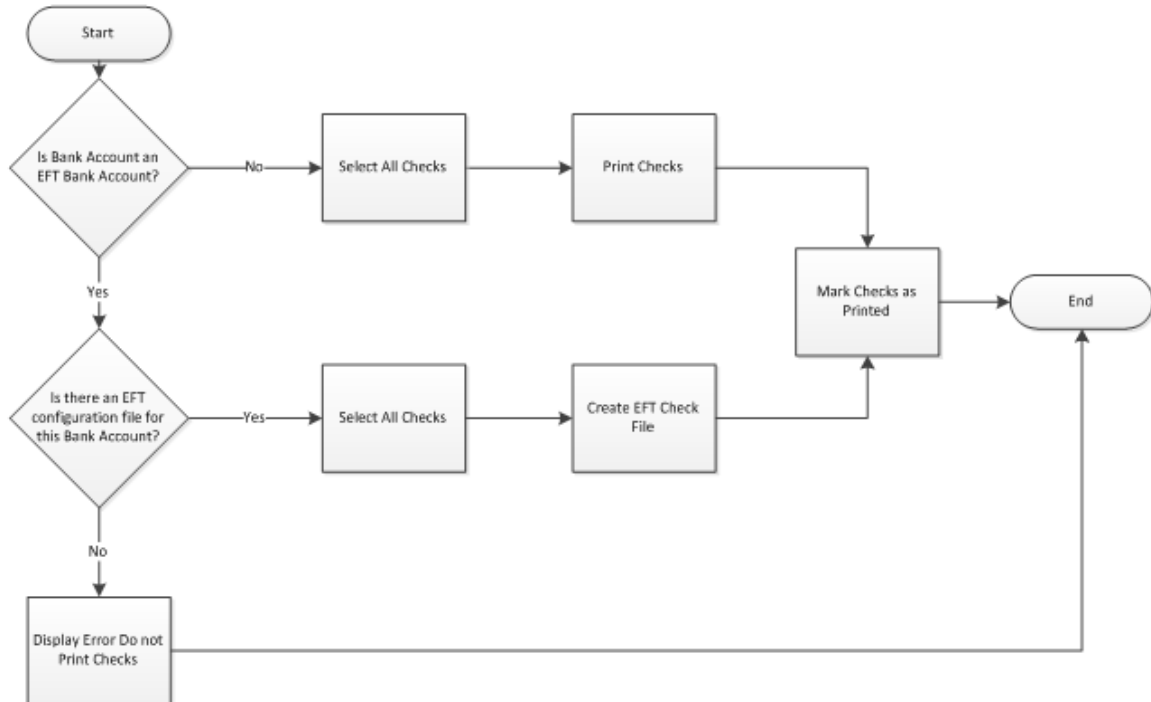 Start
Is Bank Account an
EFT Bank Account?
No
Select All Checks
Print Checks
Mark Checks as
Printed
End
Yes
Is there an EFT
configuration file for
this Bank Account?
Yes
Select All Checks
Create EFT Check
File
No
Display Error Do not
Print Checks